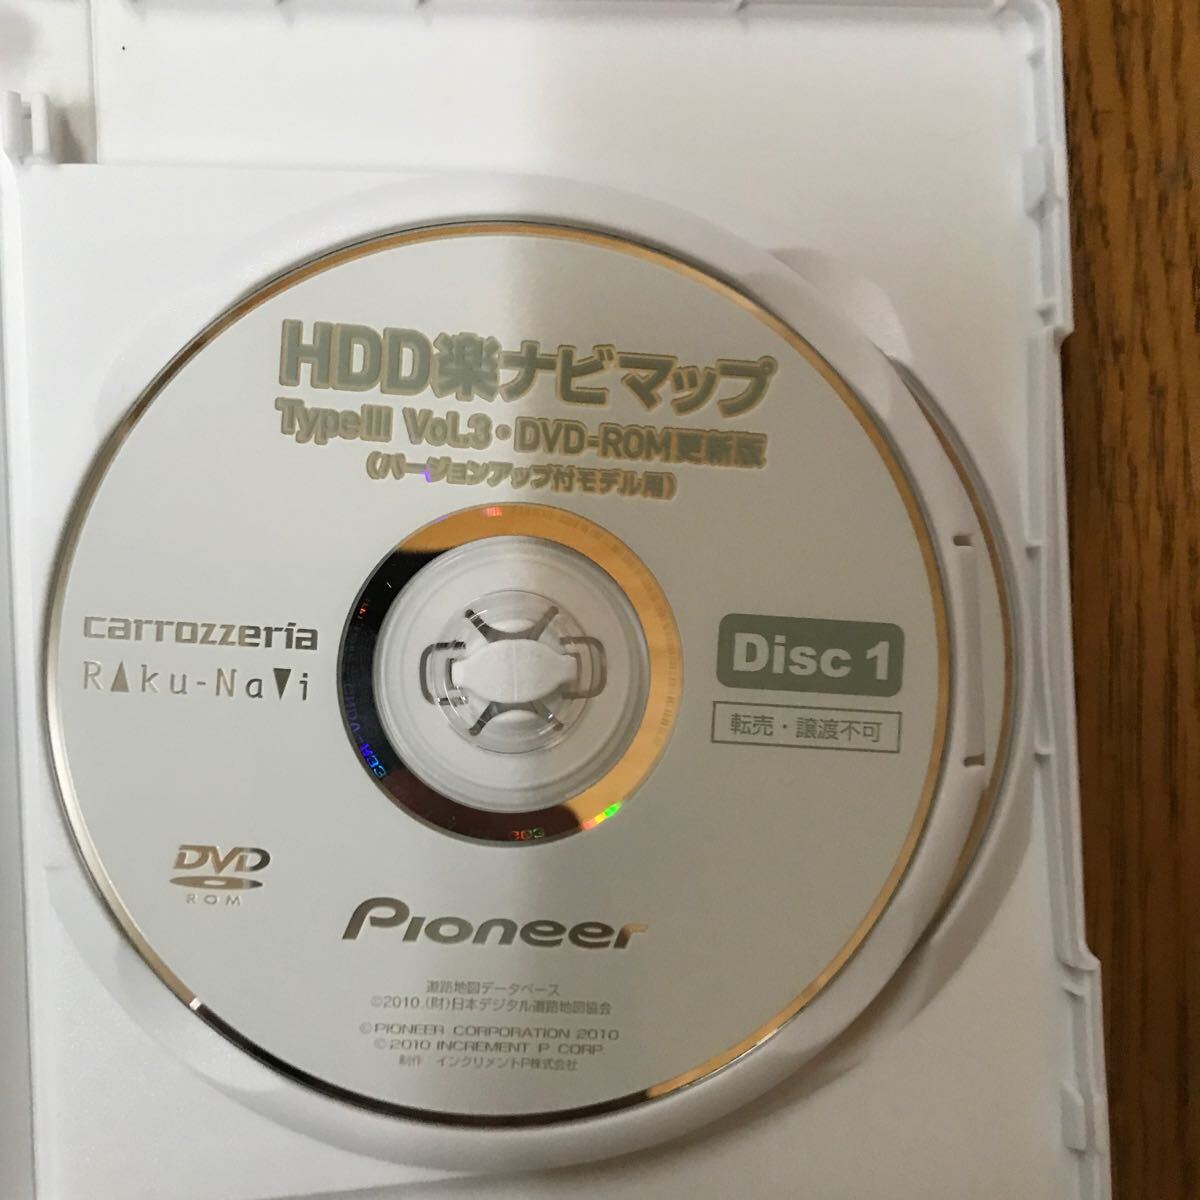 HDD楽ナビマップ
TypeIII Vol.3・DVD-ROM更新版
(バージョンアップ付モデル用)
carrozzeria
RAku-NaVi
Disc 1
転売・譲渡不可
DVD
ROM
Pioneer
道路地図データベース
©2010.(財)日本デジタル道路地図協会
©PIONEER CORPORATION 2010
©2010 INCREMENT P CORP.
制作:インクリメントP株式会社